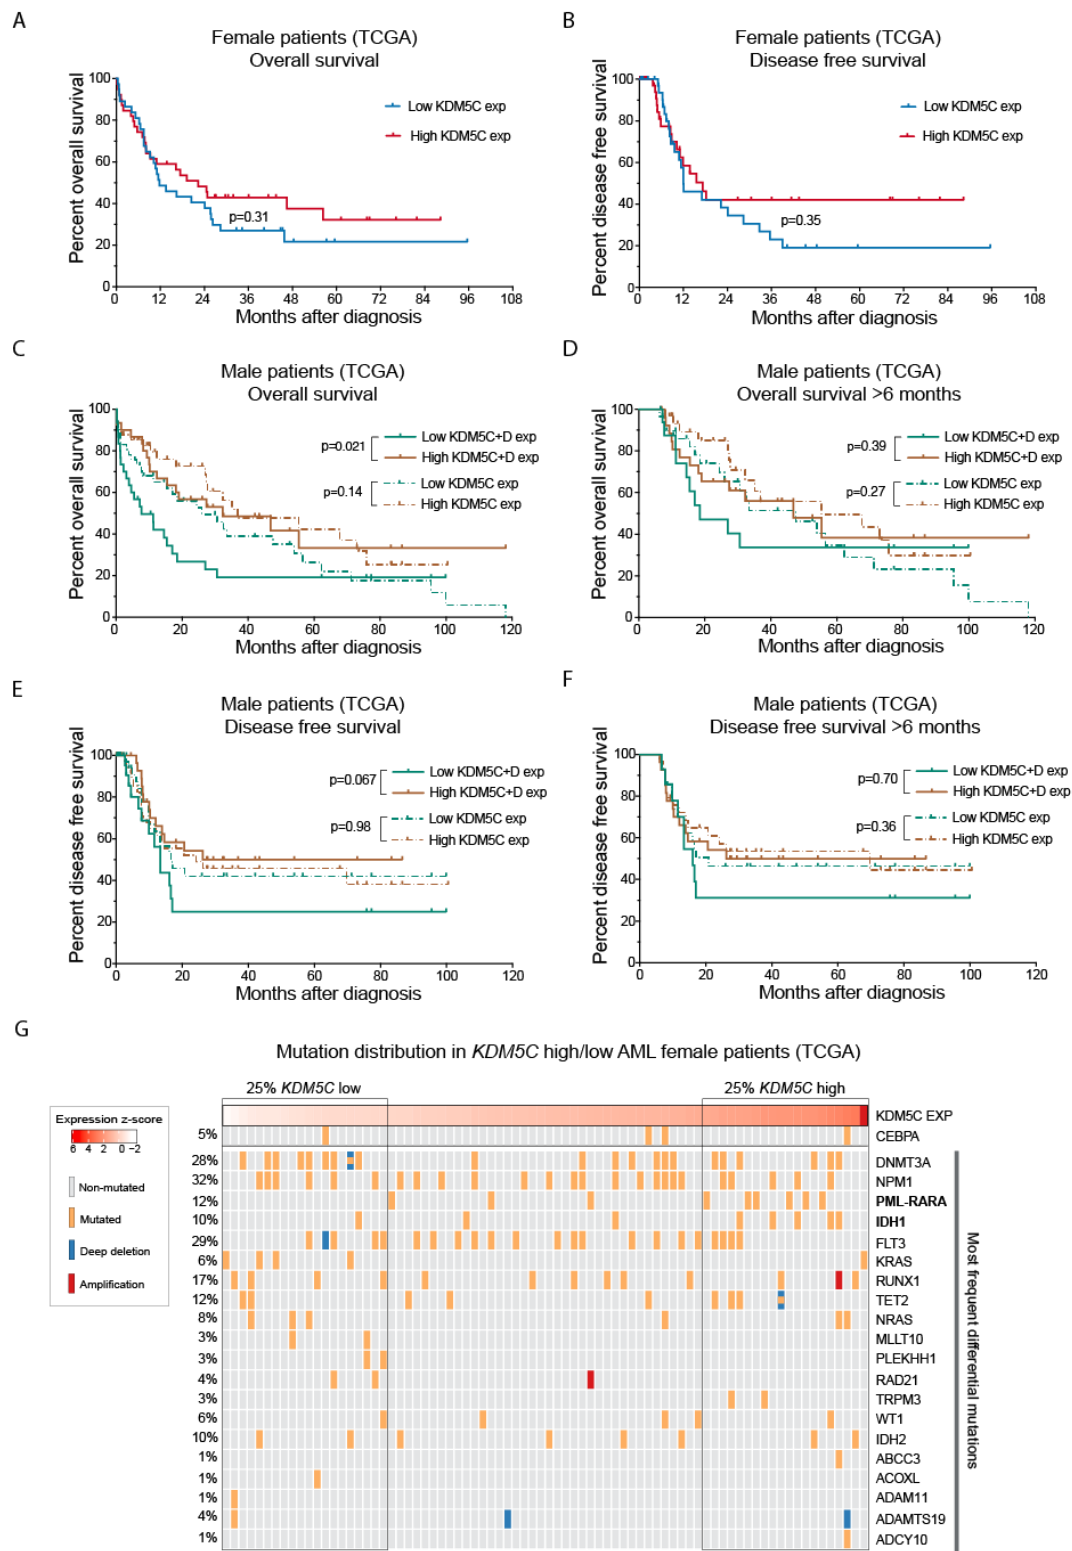 A
Female patients (TCGA)
Overall survival
Percent overall survival
100
80
60
40
20
0
Low KDM5C exp
High KDM5C exp
p=0.31
0 12 24 36 48 60 72 84 96 108
Months after diagnosis
B
Female patients (TCGA)
Disease free survival
Percent disease free survival
100
80
60
40
20
0
Low KDM5C exp
High KDM5C exp
p=0.35
0 12 24 36 48 60 72 84 96 108
Months after diagnosis
C
Male patients (TCGA)
Overall survival
Percent overall survival
100
80
60
40
20
0
p=0.021
Low KDM5C+D exp
High KDM5C+D exp
p=0.14
Low KDM5C exp
High KDM5C exp
0 20 40 60 80 100 120
Months after diagnosis
D
Male patients (TCGA)
Overall survival >6 months
Percent overall survival
100
80
60
40
20
0
p=0.39
Low KDM5C+D exp
High KDM5C+D exp
p=0.27
Low KDM5C exp
High KDM5C exp
0 20 40 60 80 100 120
Months after diagnosis
E
Male patients (TCGA)
Disease free survival
Percent disease free survival
100
80
60
40
20
0
p=0.067
Low KDM5C+D exp
High KDM5C+D exp
p=0.98
Low KDM5C exp
High KDM5C exp
0 20 40 60 80 100 120
Months after diagnosis
F
Male patients (TCGA)
Disease free survival >6 months
Percent disease free survival
100
80
60
40
20
0
p=0.70
Low KDM5C+D exp
High KDM5C+D exp
p=0.36
Low KDM5C exp
High KDM5C exp
0 20 40 60 80 100 120
Months after diagnosis
G
Mutation distribution in KDM5C high/low AML female patients (TCGA)
25% KDM5C low
25% KDM5C high
Expression z-score
6 4 2 0 −2
Non-mutated
Mutated
Deep deletion
Amplification
KDM5C EXP
5% CEBPA
28% DNMT3A
32% NPM1
12% PML-RARA
10% IDH1
29% FLT3
6% KRAS
17% RUNX1
12% TET2
8% NRAS
3% MLLT10
3% PLEKHH1
4% RAD21
3% TRPM3
6% WT1
10% IDH2
1% ABCC3
1% ACOXL
1% ADAM11
4% ADAMTS19
1% ADCY10
Most frequent differential mutations